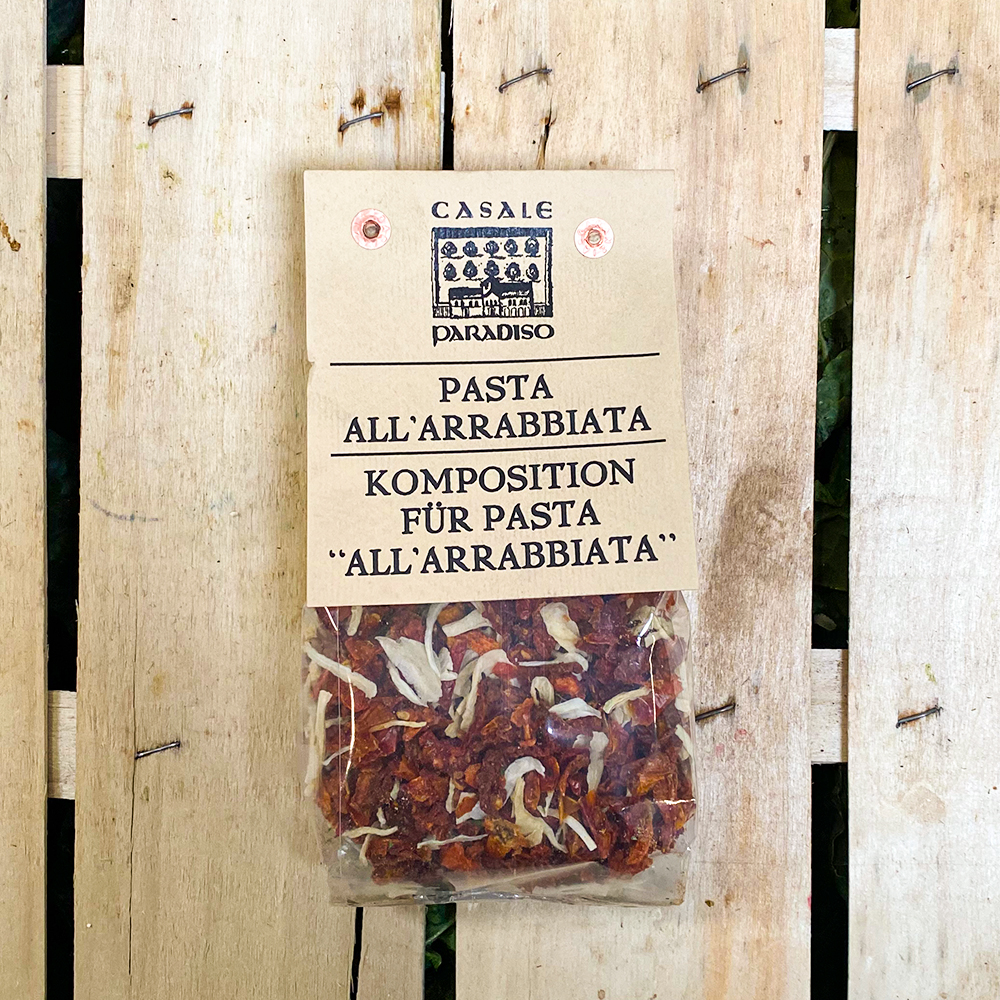 CASALE
PARADISO
PASTA
ALL'ARRABBIATA
KOMPOSITION
FÜR PASTA
“ALL'ARRABBIATA”